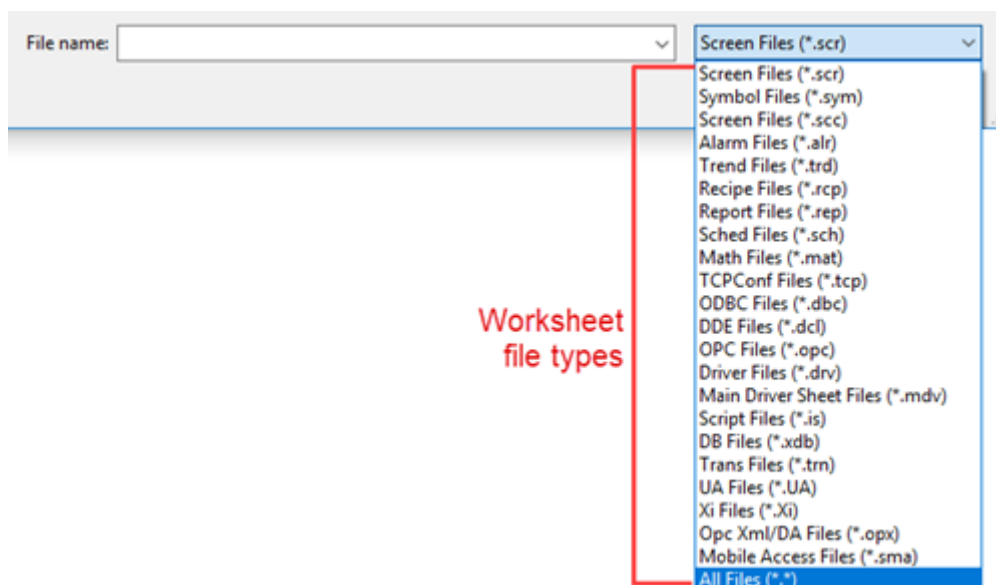 File name:
Screen Files (*.scr)
Screen Files (*.scr)
Symbol Files (*.sym)
Screen Files (*.scc)
Alarm Files (*.alr)
Trend Files (*.trd)
Recipe Files (*.rcp)
Report Files (*.rep)
Sched Files (*.sch)
Math Files (*.mat)
TCPConf Files (*.tcp)
ODBC Files (*.dbc)
DDE Files (*.dcl)
OPC Files (*.opc)
Driver Files (*.drv)
Main Driver Sheet Files (*.mdv)
Script Files (*.is)
DB Files (*.xdb)
Trans Files (*.trn)
UA Files (*.UA)
Xi Files (*.Xi)
Opc Xml/DA Files (*.opx)
Mobile Access Files (*.sma)
All Files (*.*)
Worksheet
file types